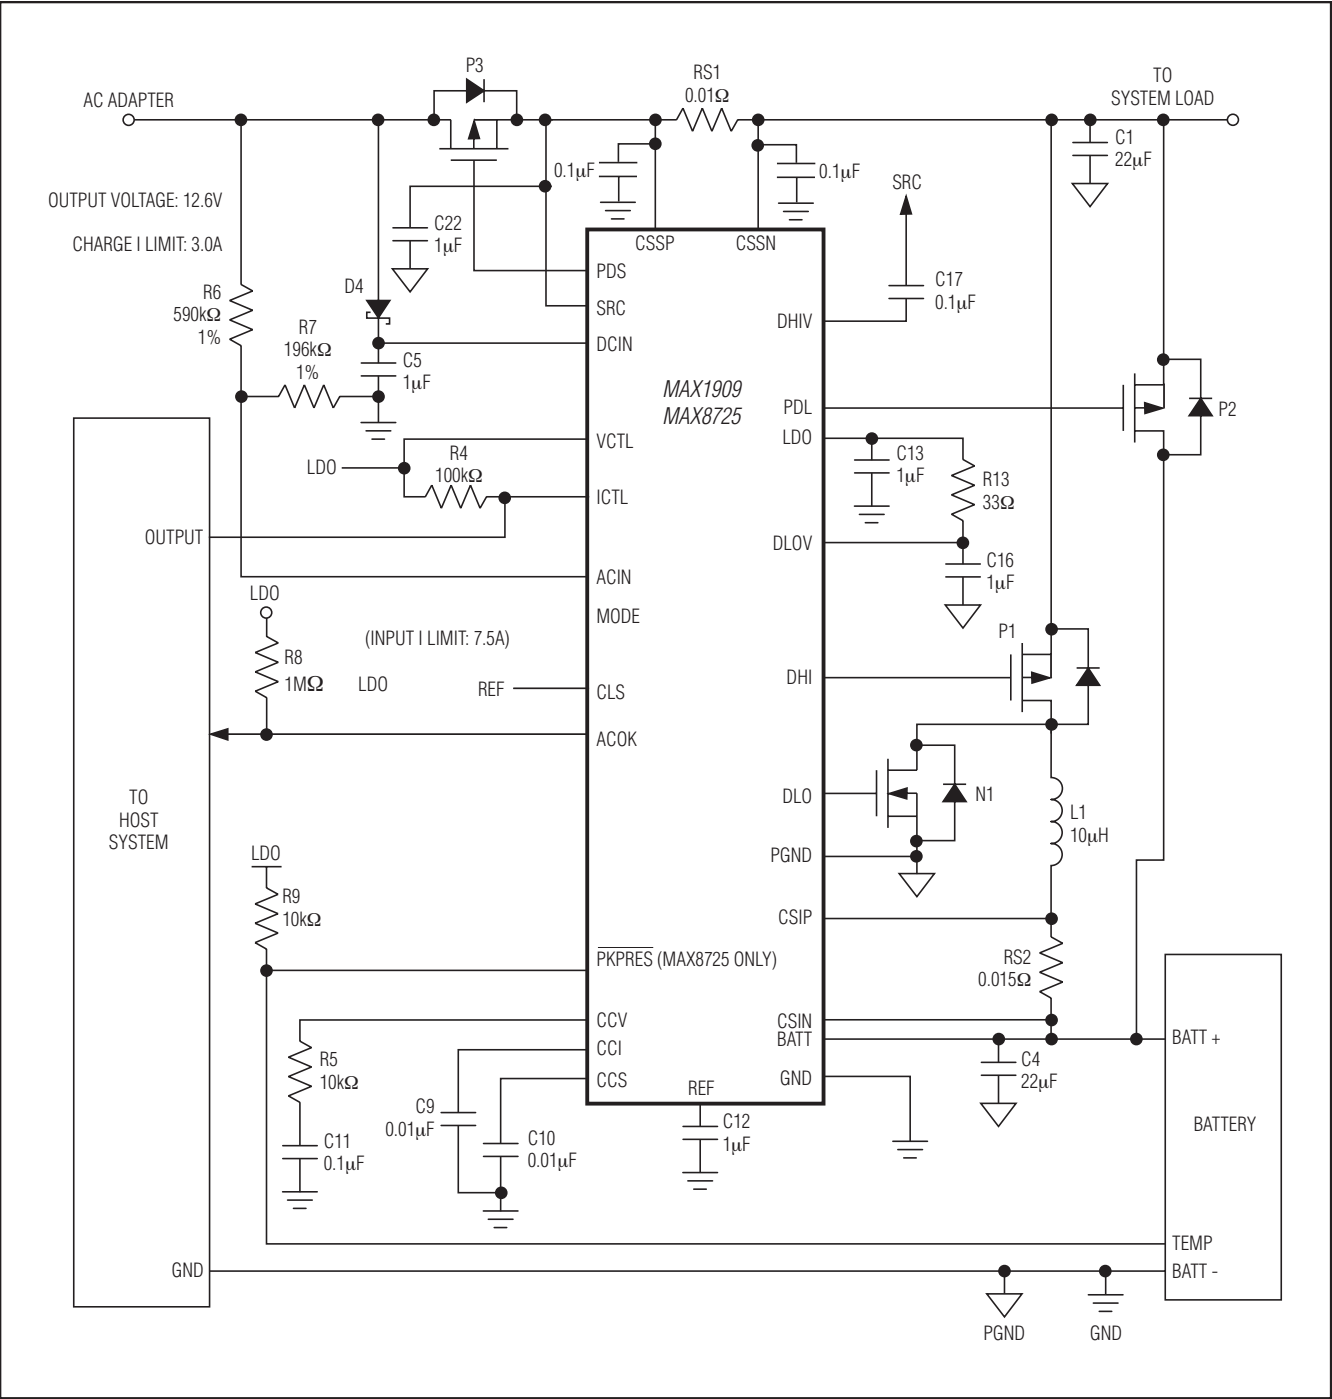 P3
RS1
0.01Ω
TO
SYSTEM LOAD
AC ADAPTER
C1
22µF
0.1µF
0.1µF
SRC
OUTPUT VOLTAGE: 12.6V
CHARGE I LIMIT: 3.0A
C22
1µF
CSSP
CSSN
PDS
D4
C17
0.1µF
R6
590kΩ
1%
SRC
DHIV
R7
196kΩ
1%
DCIN
C5
1µF
MAX1909
MAX8725
PDL
P2
LDO
VCTL
R4
100kΩ
LDO
C13
1µF
R13
33Ω
ICTL
OUTPUT
DLOV
C16
1µF
ACIN
LDO
MODE
P1
(INPUT I LIMIT: 7.5A)
R8
1MΩ
LDO
REF
CLS
DHI
ACOK
DLO
N1
TO
HOST
SYSTEM
L1
10µH
LDO
PGND
R9
10kΩ
CSIP
PKPRES (MAX8725 ONLY)
RS2
0.015Ω
CCV
CSIN
BATT
BATT +
CCI
R5
10kΩ
C4
22µF
CCS
REF
GND
C9
0.01µF
C12
1µF
BATTERY
C11
0.1µF
C10
0.01µF
TEMP
GND
BATT -
PGND
GND